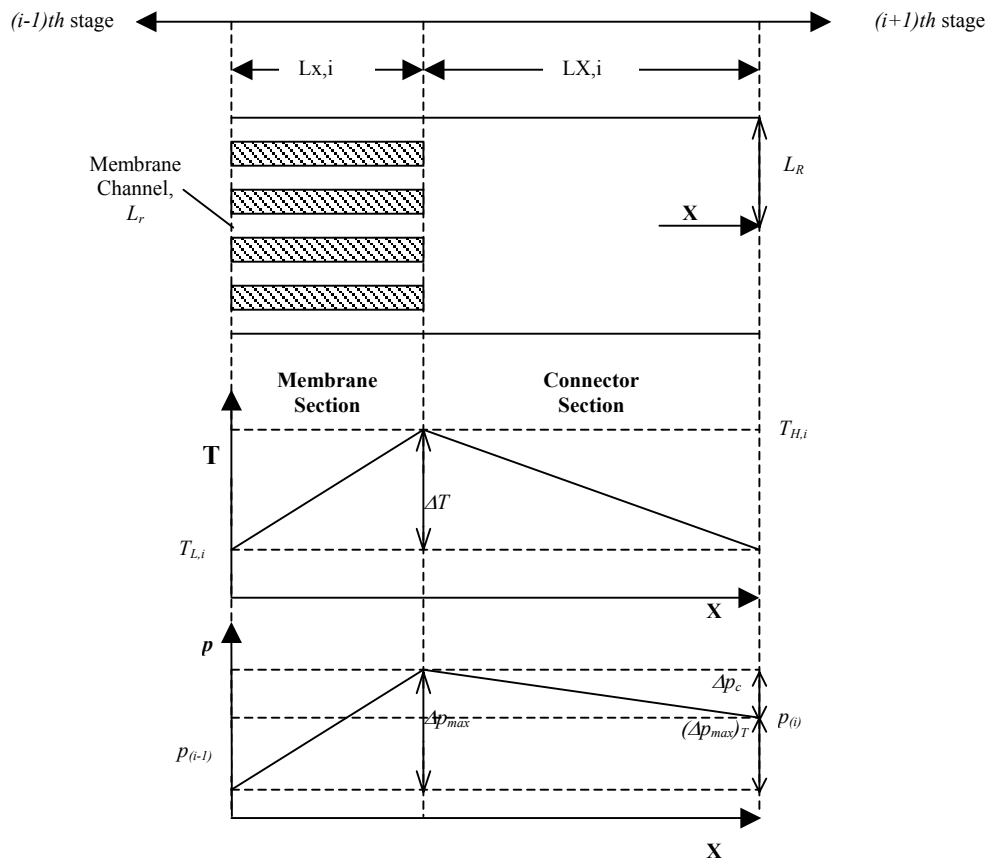 (i-1)th stage
(i+1)th stage
Lx,i
LX,i
Membrane
Channel,
Lr
LR
X
Membrane
Section
Connector
Section
T
TH,i
ΔT
TL,i
X
p
Δpc
Δpmax
(Δpmax)T
p(i)
p(i-1)
X